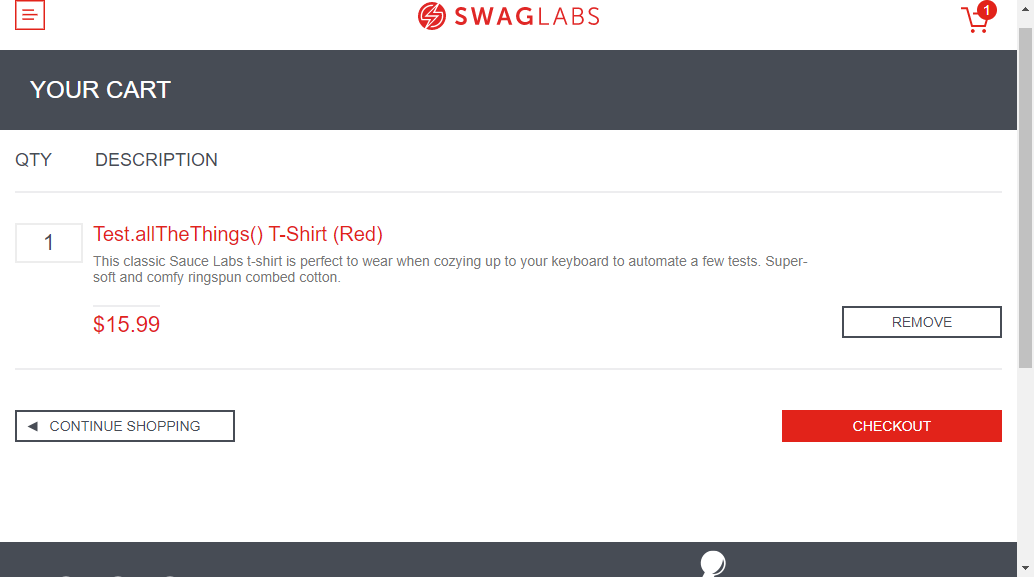 SWAGLABS
1
YOUR CART
QTY DESCRIPTION
1
Test.allTheThings() T-Shirt (Red)
This classic Sauce Labs t-shirt is perfect to wear when cozying up to your keyboard to automate a few tests. Super-
soft and comfy ringspun combed cotton.
$15.99
REMOVE
CONTINUE SHOPPING
CHECKOUT